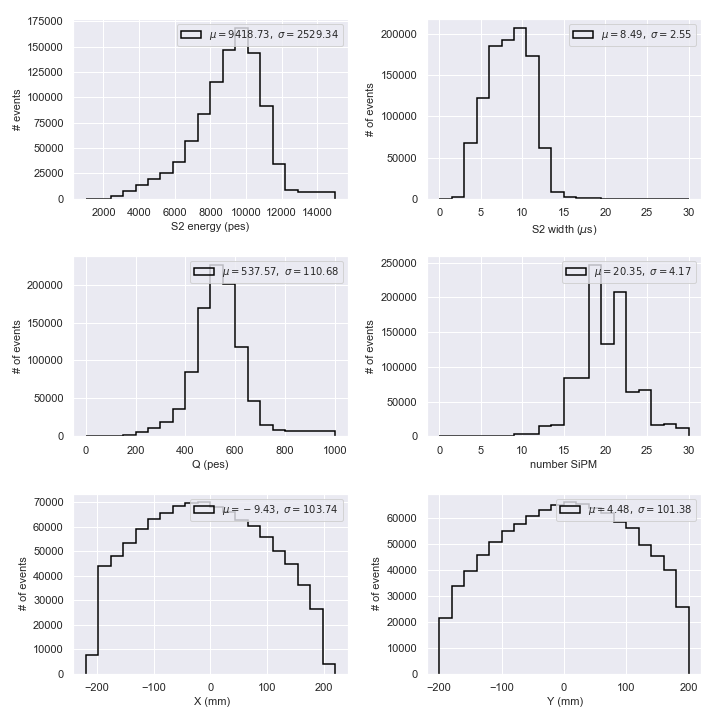 # events
175000
150000
125000
100000
75000
50000
25000
0
μ = 9418.73, σ = 2529.34
2000 4000 6000 8000 10000 12000 14000
S2 energy (pes)
# of events
200000
150000
100000
50000
0
μ = 8.49, σ = 2.55
0 5 10 15 20 25 30
S2 width (μs)
# of events
200000
150000
100000
50000
0
μ = 537.57, σ = 110.68
0 200 400 600 800 1000
Q (pes)
# of events
250000
200000
150000
100000
50000
0
μ = 20.35, σ = 4.17
0 5 10 15 20 25 30
number SiPM
# of events
70000
60000
50000
40000
30000
20000
10000
0
μ = −9.43, σ = 103.74
−200 −100 0 100 200
X (mm)
# of events
60000
50000
40000
30000
20000
10000
0
μ = 4.48, σ = 101.38
−200 −100 0 100 200
Y (mm)